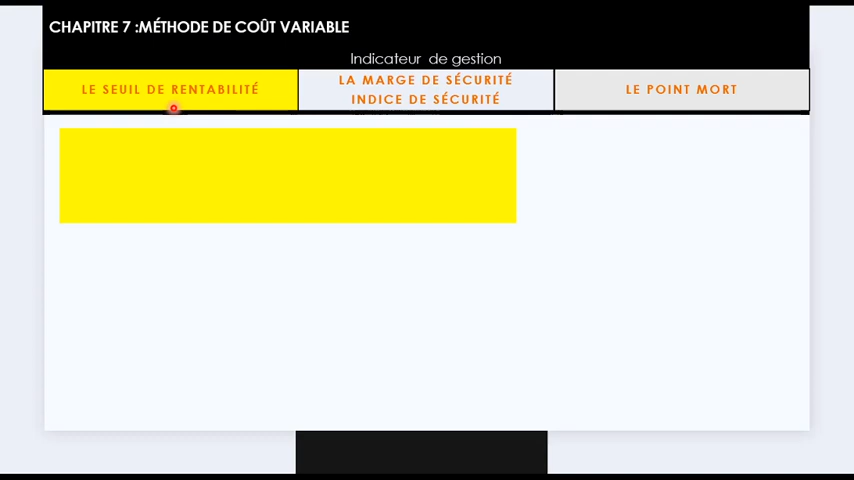 CHAPITRE 7 :MÉTHODE DE COÛT VARIABLE
Indicateur de gestion
LE SEUIL DE RENTABILITÉ
LA MARGE DE SÉCURITÉ
INDICE DE SÉCURITÉ
LE POINT MORT